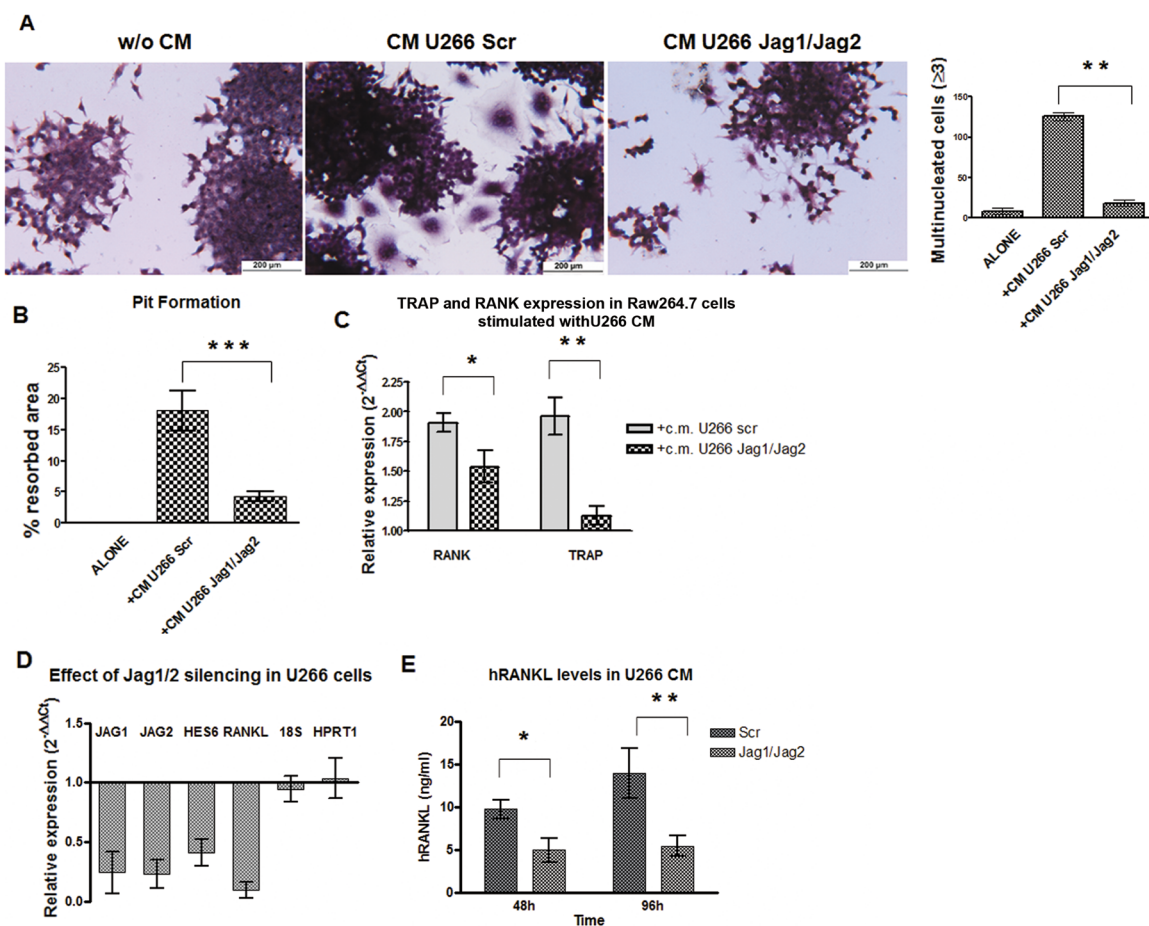 A
w/o CM
CM U266 Scr
CM U266 Jag1/Jag2
200 µm
200 µm
200 µm
Multinucleated cells (≥3)
150
100
50
0
**
ALONE
+CM U266 Scr
+CM U266 Jag1/Jag2
B
Pit Formation
% resorbed area
25
20
15
10
5
0
***
ALONE
+CM U266 Scr
+CM U266 Jag1/Jag2
C
TRAP and RANK expression in Raw264.7 cells
stimulated withU266 CM
Relative expression (2-ΔΔCt)
2.25
2.00
1.75
1.50
1.25
1.00
*
**
RANK
TRAP
+c.m. U266 scr
+c.m. U266 Jag1/Jag2
D
Effect of Jag1/2 silencing in U266 cells
Relative expression (2-ΔΔCt)
1.5
1.0
0.5
0.0
JAG1 JAG2 HES6 RANKL 18S HPRT1
E
hRANKL levels in U266 CM
hRANKL (ng/ml)
20
15
10
5
0
*
**
48h
96h
Time
Scr
Jag1/Jag2